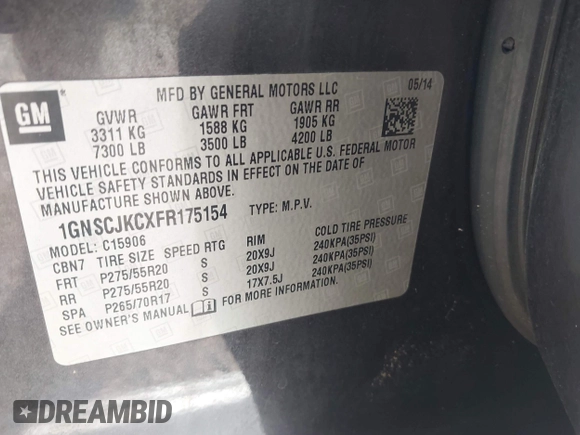 GM
MFD BY GENERAL MOTORS LLC 05/14
GVWR GAWR FRT GAWR RR
3311 KG 1588 KG 1905 KG
7300 LB 3500 LB 4200 LB
THIS VEHICLE CONFORMS TO ALL APPLICABLE U.S. FEDERAL MOTOR
VEHICLE SAFETY STANDARDS IN EFFECT ON THE DATE OF
MANUFACTURE SHOWN ABOVE.
1GNSCJKCXFR175154 TYPE: M.P.V.
MODEL: C15906
CBN7 TIRE SIZE SPEED RTG RIM COLD TIRE PRESSURE
FRT P275/55R20 S 20X9J 240KPA(35PSI)
RR P275/55R20 S 20X9J 240KPA(35PSI)
SPA P265/70R17 S 17X7.5J 240KPA(35PSI)
SEE OWNER'S MANUAL FOR MORE INFORMATION.
DREAMBID